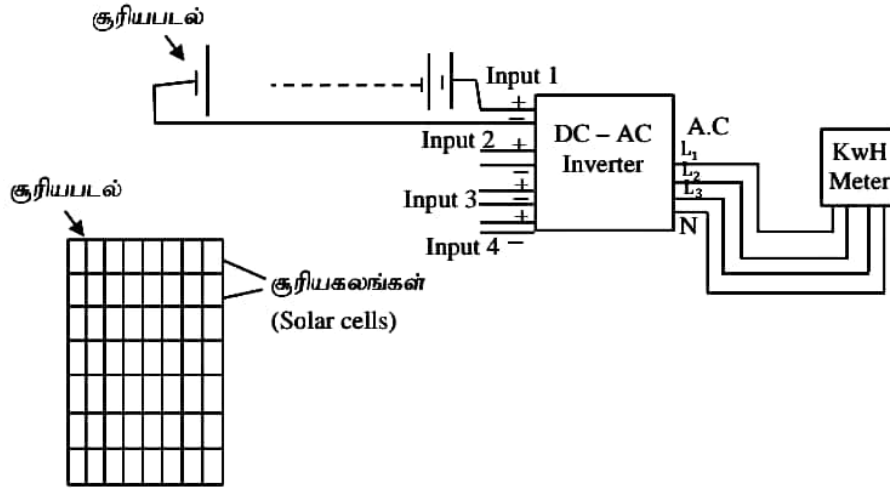 சூரியபடல்
Input 1
+
−
Input 2
+
−
DC – AC
Inverter
A.C
L₁
L₂
L₃
N
KwH
Meter
சூரியபடல்
+
Input 3
−
+
Input 4
−
சூரியகலங்கள்
(Solar cells)